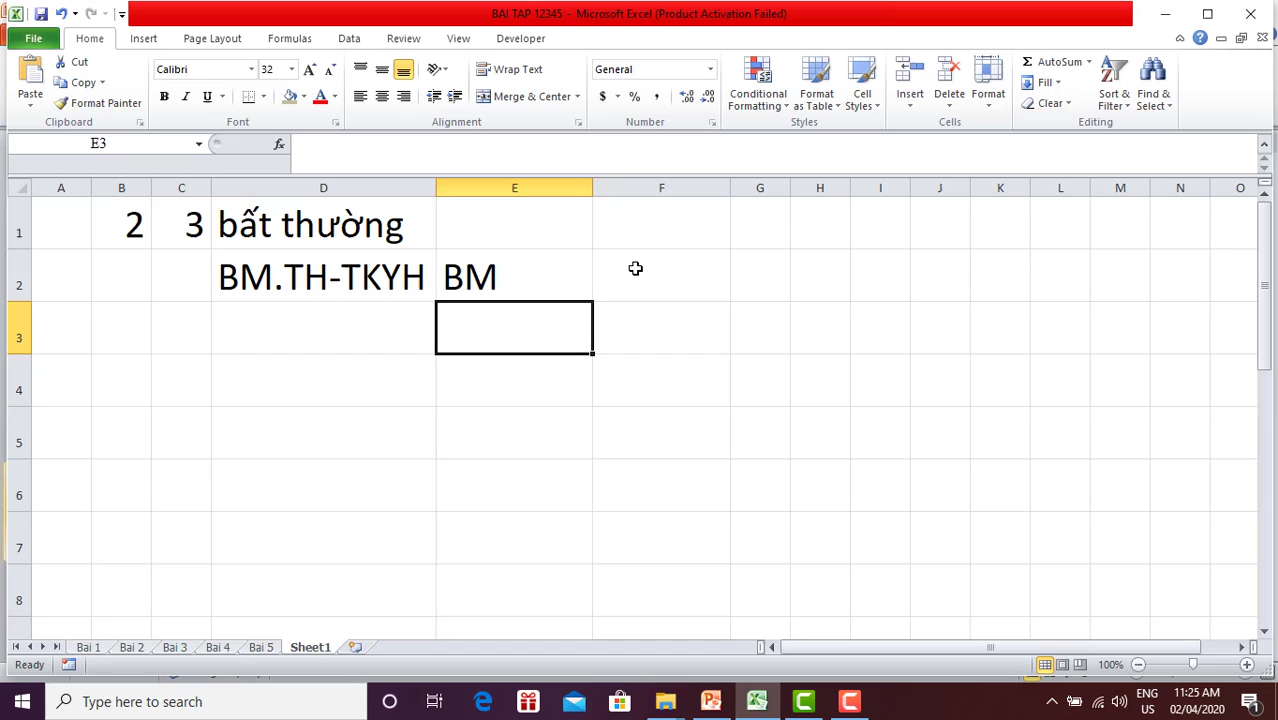 BAI TAP 12345 - Microsoft Excel (Product Activation Failed)
File Home Insert Page Layout Formulas Data Review View Developer
Paste Cut Copy Format Painter Clipboard
Calibri 32 A A B I U A Font
Wrap Text Merge & Center Alignment
General $ % , Number
Conditional Formatting Format as Table Cell Styles Styles
Insert Delete Format Cells
Σ AutoSum Fill Clear Sort & Filter Find & Select Editing
E3 fx
A B C D E F G H I J K L M N O
1 2 3 bất thường
2 BM.TH-TKYH BM
3
4
5
6
7
8
Bai 1 Bai 2 Bai 3 Bai 4 Bai 5 Sheet1
Ready 100%
Type here to search
ENG 11:25 AM
US 02/04/2020